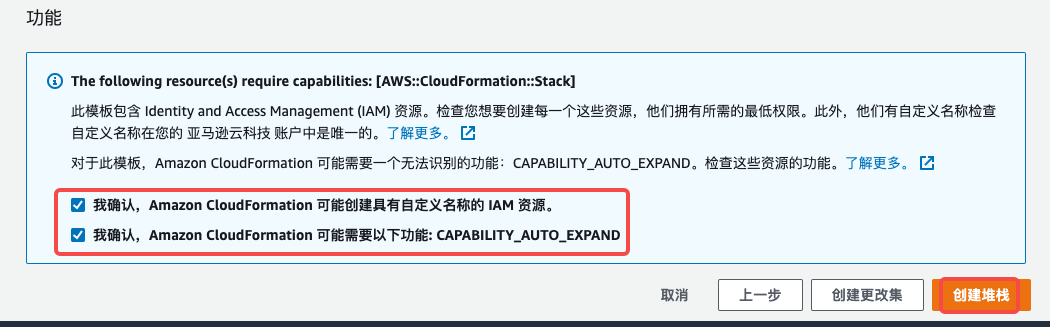 功能
The following resource(s) require capabilities: [AWS::CloudFormation::Stack]
此模板包含 Identity and Access Management (IAM) 资源。检查您想要创建每一个这些资源，他们拥有所需的最低权限。此外，他们有自定义名称检查
自定义名称在您的 亚马逊云科技 账户中是唯一的。了解更多。
对于此模板，Amazon CloudFormation 可能需要一个无法识别的功能：CAPABILITY_AUTO_EXPAND。检查这些资源的功能。了解更多。
我确认，Amazon CloudFormation 可能创建具有自定义名称的 IAM 资源。
我确认，Amazon CloudFormation 可能需要以下功能: CAPABILITY_AUTO_EXPAND
取消 上一步 创建更改集 创建堆栈